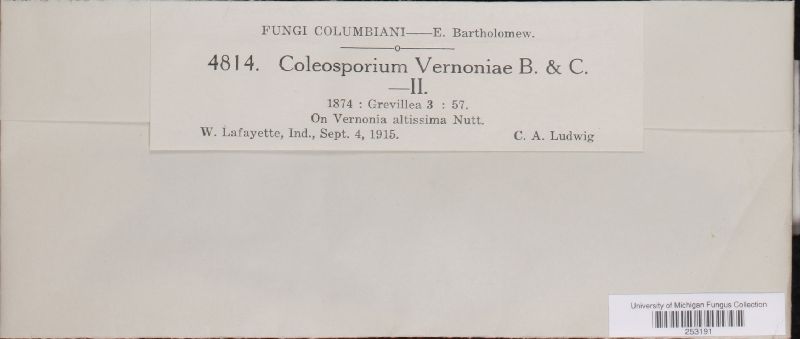 FUNGI COLUMBIANI—E. Bartholomew.
4814. Coleosporium Vernoniae B. & C.
—II.
1874 : Grevillea 3 : 57.
On Vernonia altissima Nutt.
W. Lafayette, Ind., Sept. 4, 1915. C. A. Ludwig
University of Michigan Fungus Collection
253191